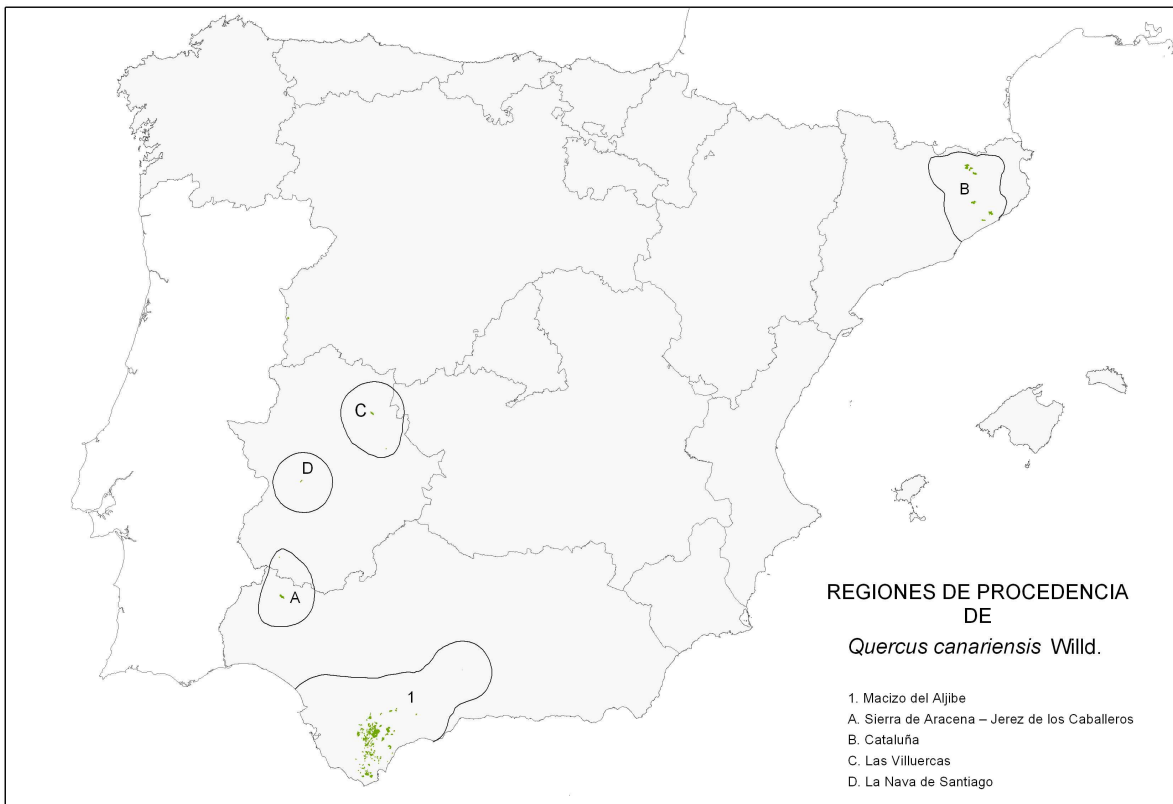 B
C
D
A
1
REGIONES DE PROCEDENCIA
DE
Quercus canariensis Willd.
1. Macizo del Aljibe
A. Sierra de Aracena – Jerez de los Caballeros
B. Cataluña
C. Las Villuercas
D. La Nava de Santiago